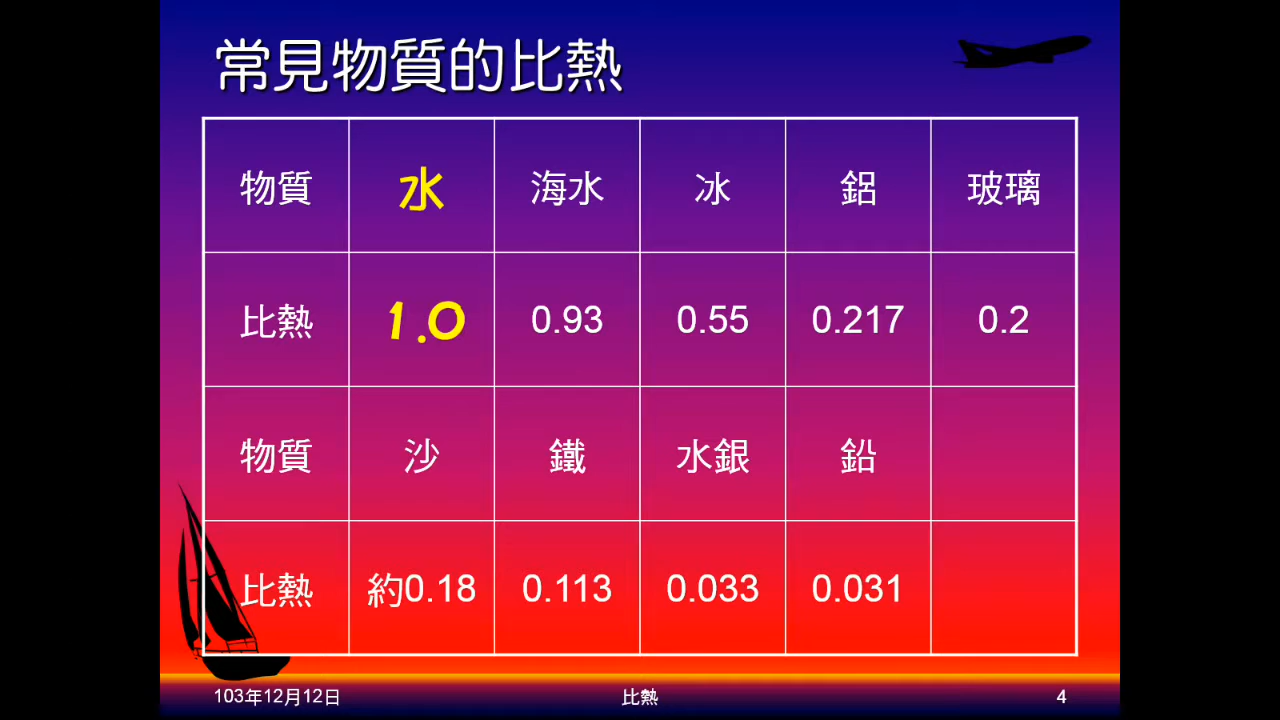 常見物質的比熱
物質 水 海水 冰 鋁 玻璃
比熱 1.0 0.93 0.55 0.217 0.2
物質 沙 鐵 水銀 鉛
比熱 約0.18 0.113 0.033 0.031
103年12月12日 比熱 4